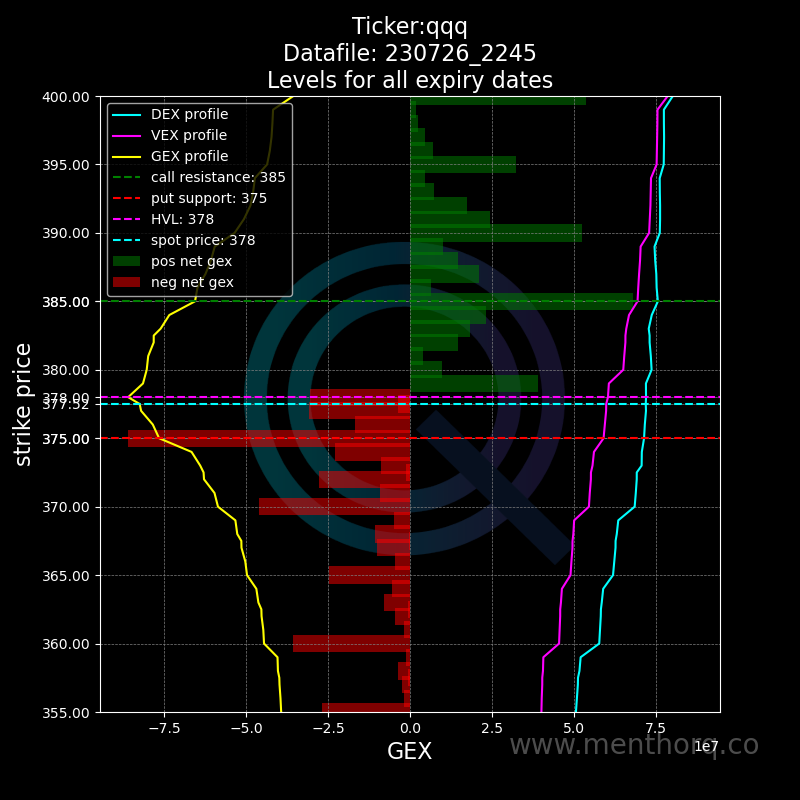 Ticker:qqq
Datafile: 230726_2245
Levels for all expiry dates
DEX profile
VEX profile
GEX profile
call resistance: 385
put support: 375
HVL: 378
spot price: 378
pos net gex
neg net gex
strike price
400.00
395.00
390.00
385.00
380.00
378.00
377.52
375.00
370.00
365.00
360.00
355.00
−7.5
−5.0
−2.5
0.0
2.5
5.0
7.5
1e7
GEX
www.menthorq.co